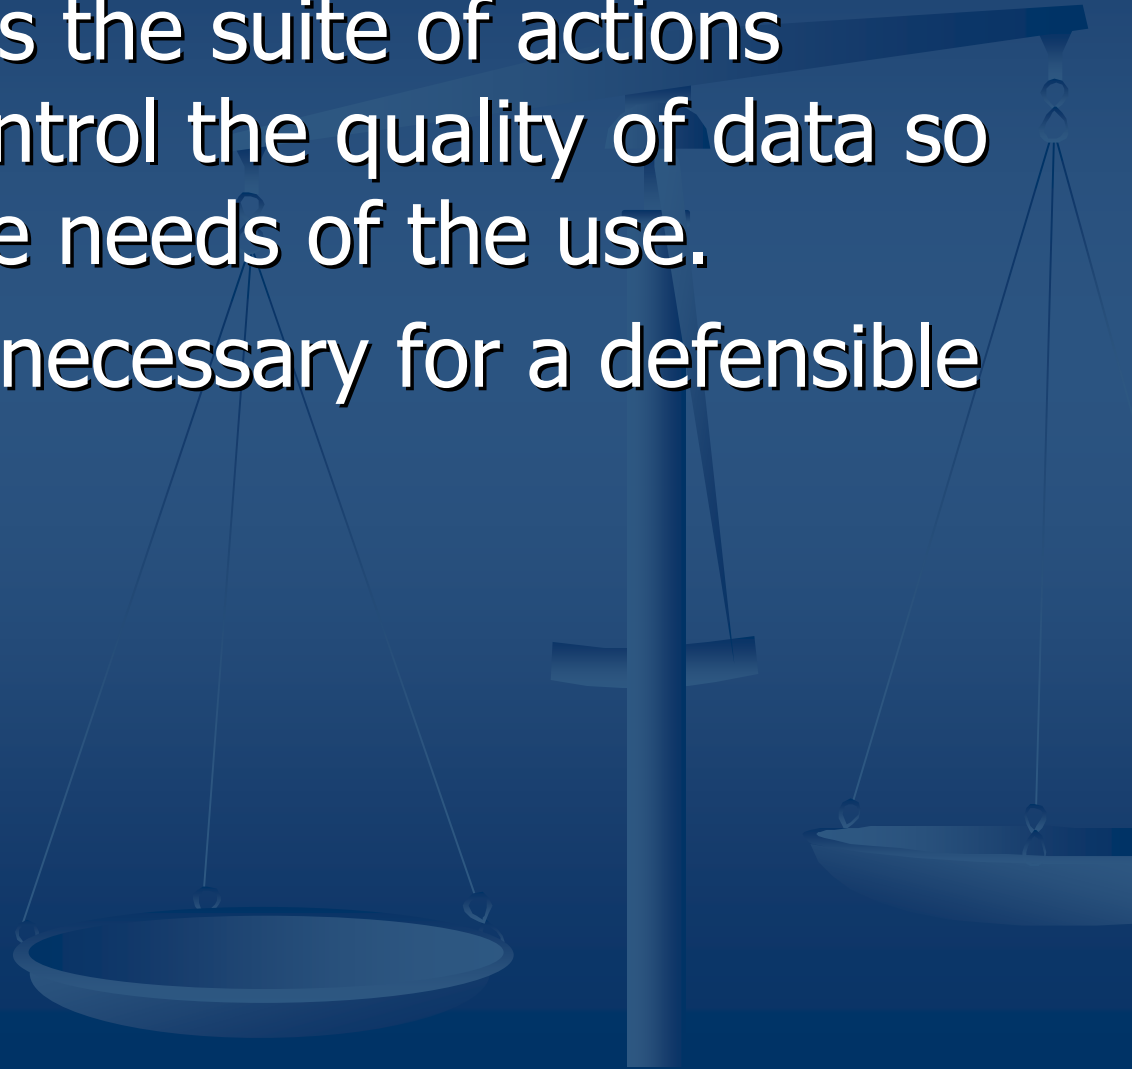 s the suite of actions
ntrol the quality of data so
e needs of the use.
necessary for a defensible